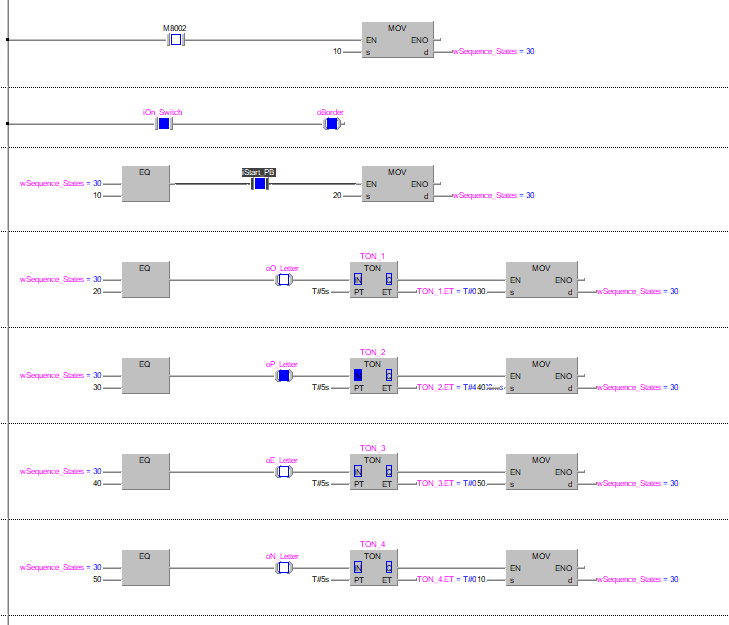 M8002
MOV
EN ENO
10 s d wSequence_States = 30
iOn_Switch oBorder
EQ iStart_PB MOV
wSequence_States = 30 EN ENO
10 20 s d wSequence_States = 30
TON_1
EQ oO_Letter TON MOV
wSequence_States = 30 IN Q EN ENO
20 T#5s PT ET TON_1.ET = T#0 30 s d wSequence_States = 30
TON_2
EQ oP_Letter TON MOV
wSequence_States = 30 Q EN ENO
30 T#5s PT ET TON_2.ET = T#4 40 s d wSequence_States = 30
TON_3
EQ oE_Letter TON MOV
wSequence_States = 30 IN Q EN ENO
40 T#5s PT ET TON_3.ET = T#0 50 s d wSequence_States = 30
TON_4
EQ oN_Letter TON MOV
wSequence_States = 30 IN Q EN ENO
50 T#5s PT ET TON_4.ET = T#0 10 s d wSequence_States = 30